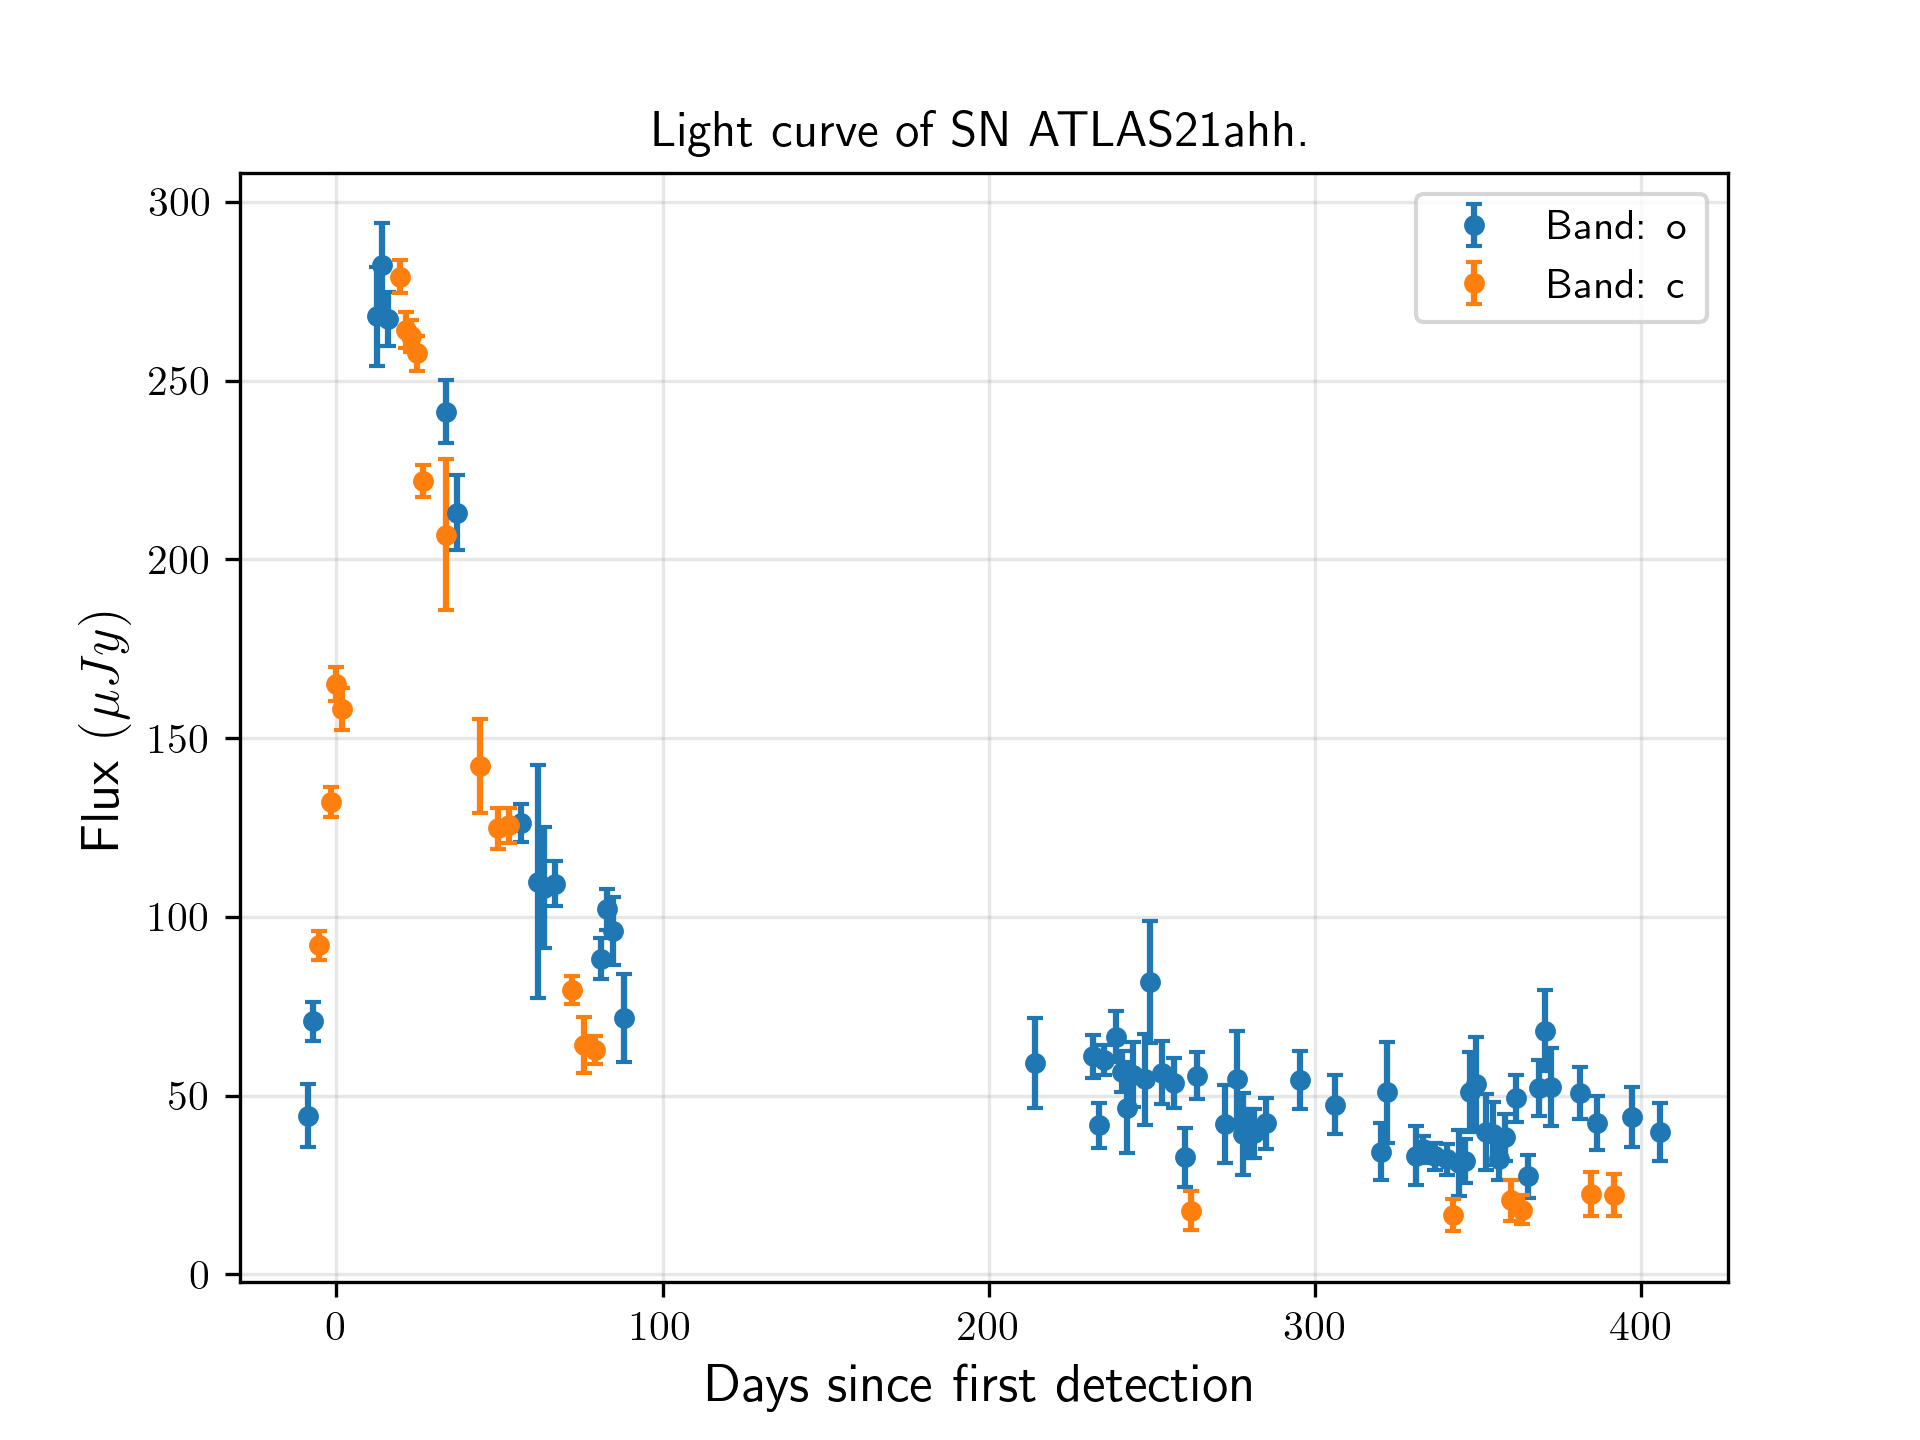 Light curve of SN ATLAS21ahh.
300
250
200
150
100
50
0
Flux (μJy)
Band: o
Band: c
0 100 200 300 400
Days since first detection